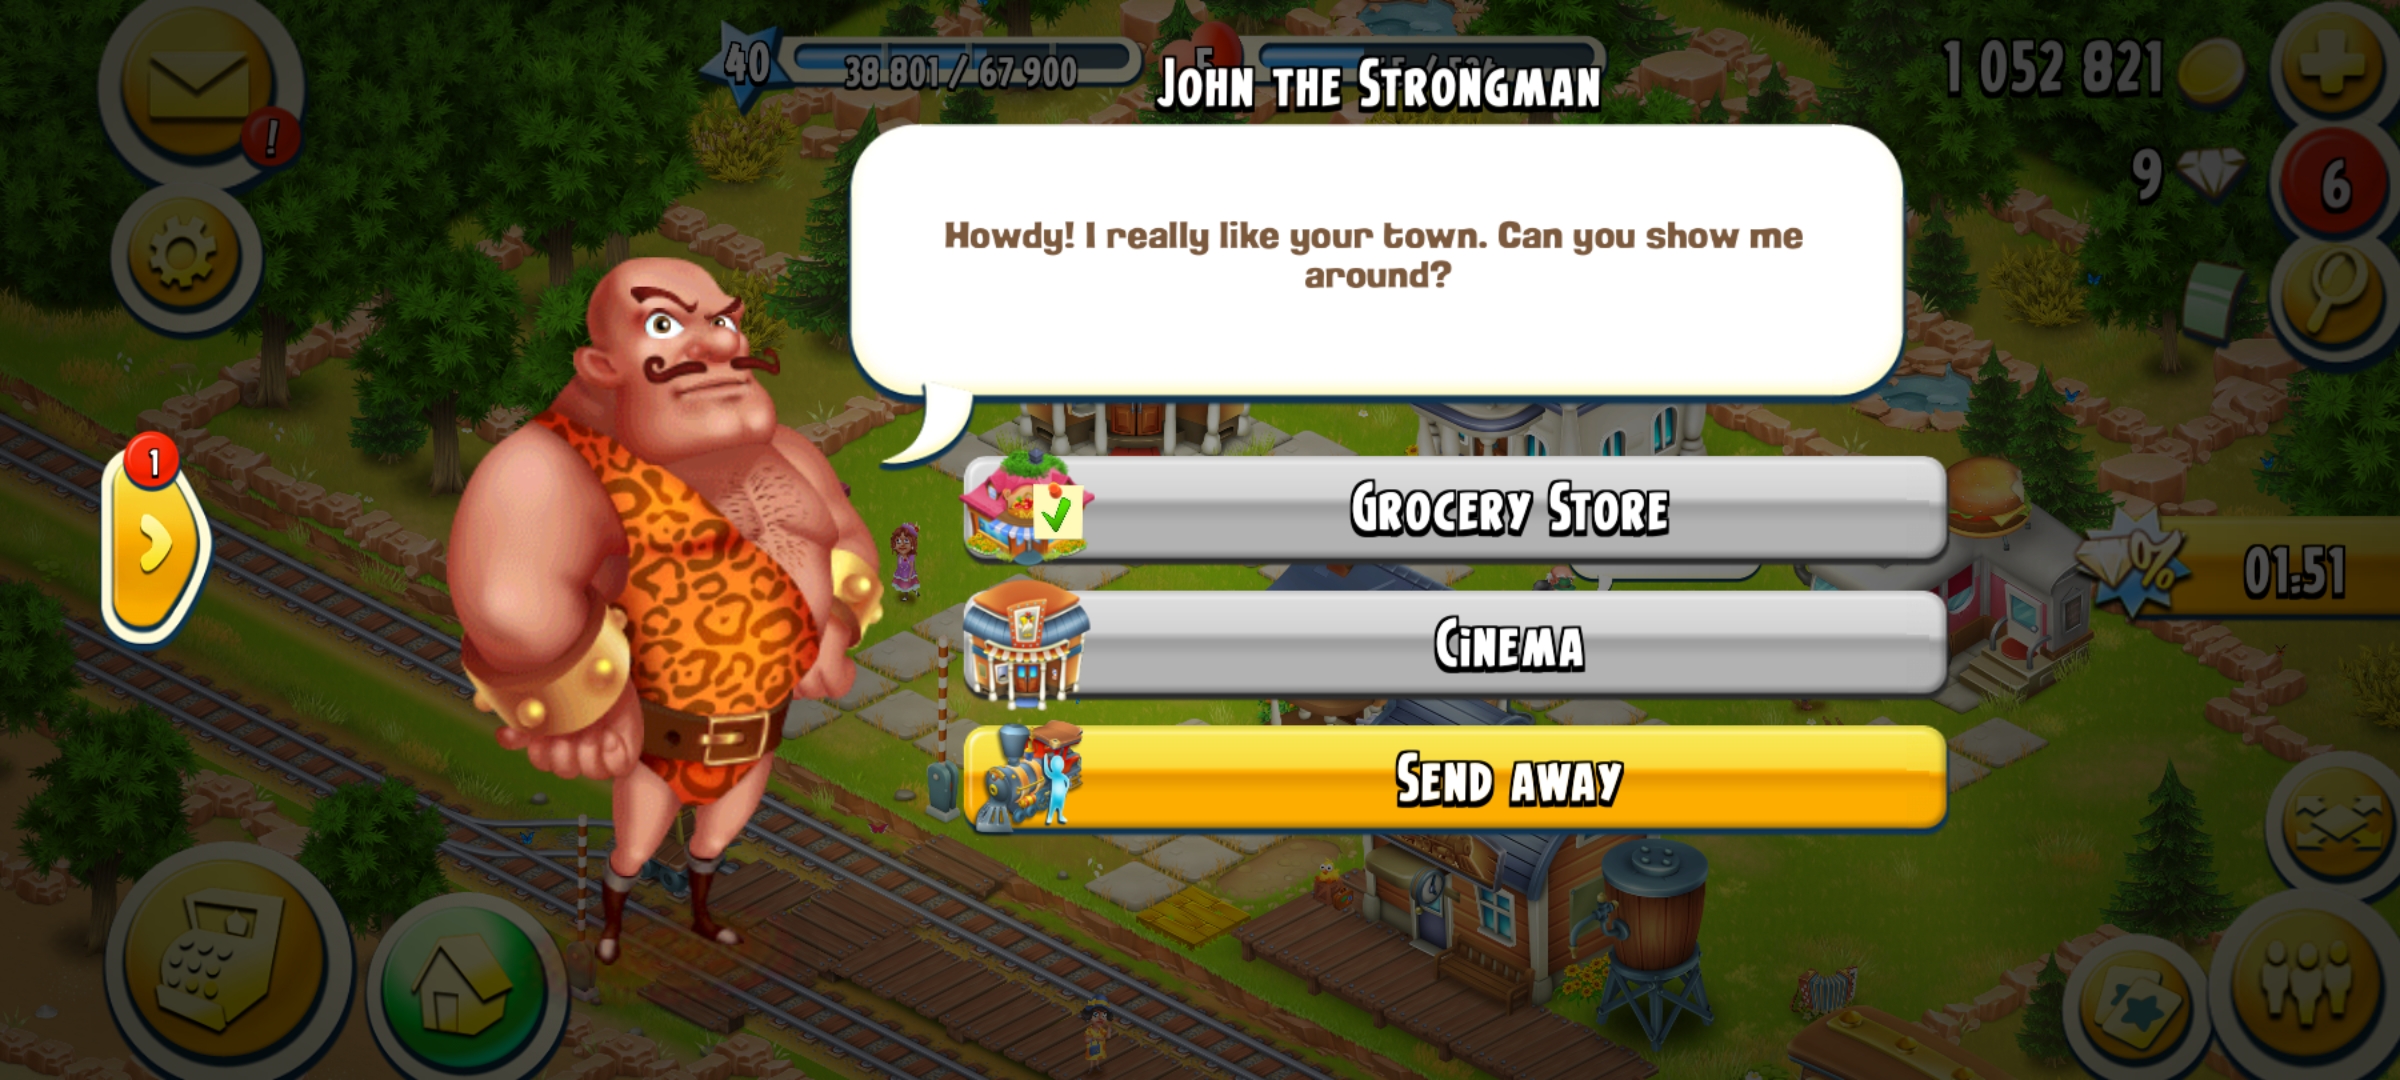 40
38 801 / 67 900
5
JOHN THE STRONGMAN
1 052 821
9
6
!
Howdy! I really like your town. Can you show me
around?
1
GROCERY STORE
%
01:51
CINEMA
SEND AWAY